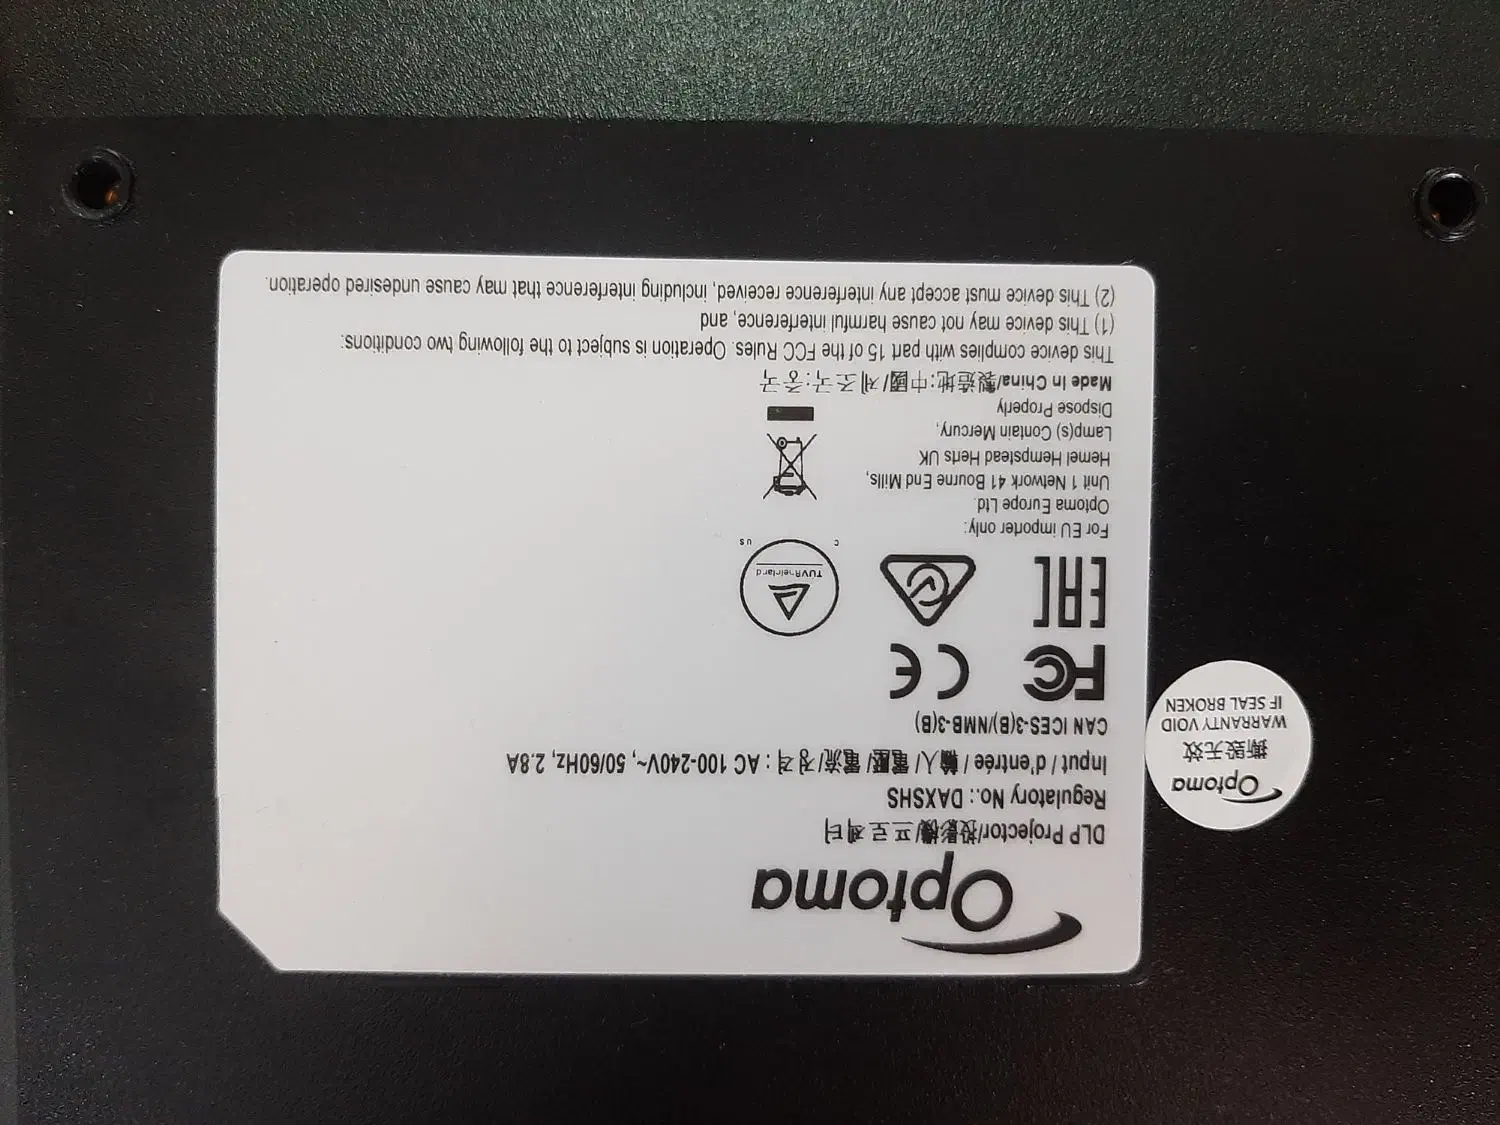 Optoma
DLP Projector/投影機/프로젝터
Regulatory No.: DAXSHS
Input / d'entrée / 輸入/ 電壓/ 電流/정격 : AC 100-240V~, 50/60Hz, 2.8A
CAN ICES-3(B)/NMB-3(B)
FC CE
EAC
TÜVRheinland
C US
For EU importer only:
Optoma Europe Ltd.
Unit 1 Network 41 Bourne End Mills,
Hemel Hempstead Herts UK
Lamp(s) Contain Mercury,
Dispose Properly
Made In China/製造地:中國/제조국:중국
This device complies with part 15 of the FCC Rules. Operation is subject to the following two conditions:
(1) This device may not cause harmful interference, and
(2) This device must accept any interference received, including interference that may cause undesired operation.
Optoma
撕毁无效
WARRANTY VOID
IF SEAL BROKEN